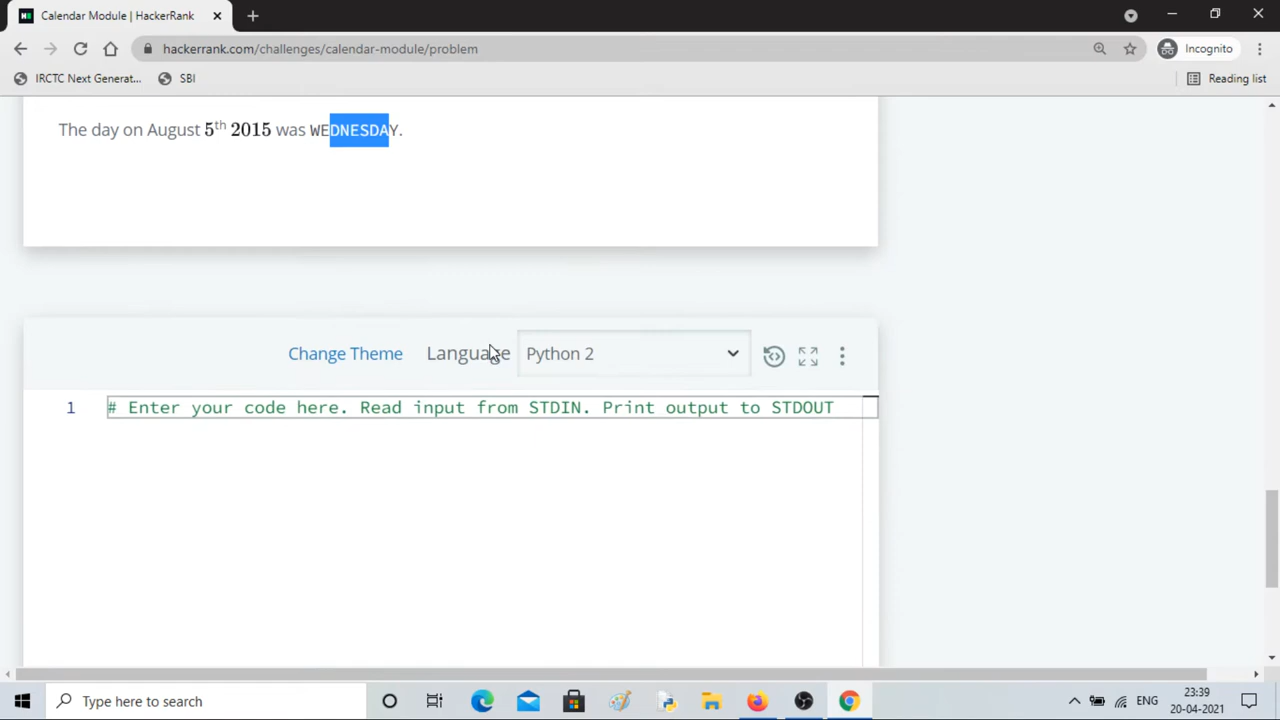 Calendar Module | HackerRank
hackerrank.com/challenges/calendar-module/problem
Incognito
IRCTC Next Generat...
SBI
Reading list
The day on August 5th 2015 was WEDNESDAY.
Change Theme
Language
Python 2
1
# Enter your code here. Read input from STDIN. Print output to STDOUT
Type here to search
ENG
23:39
20-04-2021